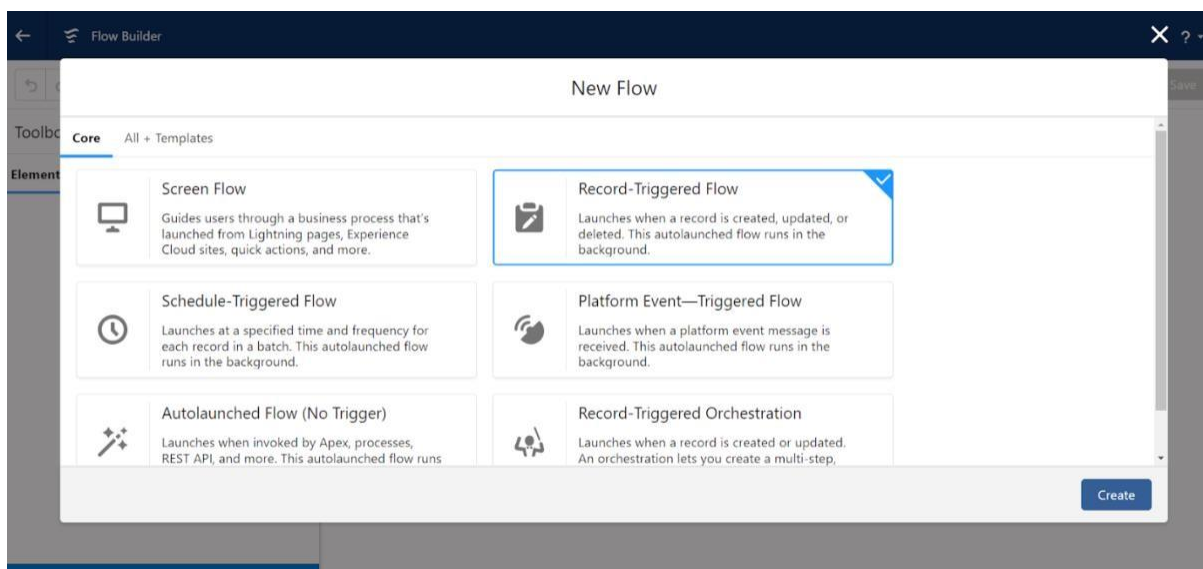 Flow Builder
?
New Flow
Save
Toolbo
Core All + Templates
Element
Screen Flow
Guides users through a business process that's
launched from Lightning pages, Experience
Cloud sites, quick actions, and more.
Record-Triggered Flow
Launches when a record is created, updated, or
deleted. This autolaunched flow runs in the
background.
Schedule-Triggered Flow
Launches at a specified time and frequency for
each record in a batch. This autolaunched flow
runs in the background.
Platform Event—Triggered Flow
Launches when a platform event message is
received. This autolaunched flow runs in the
background.
Autolaunched Flow (No Trigger)
Launches when invoked by Apex, processes,
REST API, and more. This autolaunched flow runs
Record-Triggered Orchestration
Launches when a record is created or updated.
An orchestration lets you create a multi-step,
Create